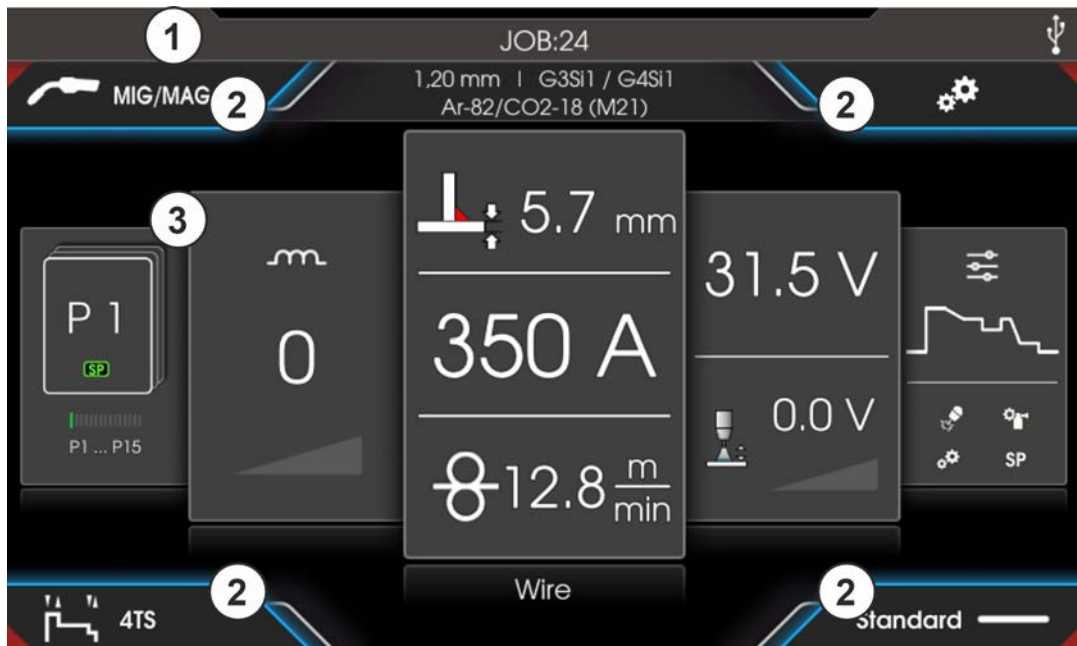 1
JOB:24
MIG/MAG
2
1,20 mm | G3Si1 / G4Si1
Ar-82/CO2-18 (M21)
2
3
P 1
SP
P1 ... P15
0
5.7 mm
350 A
12.8 m/min
31.5 V
0.0 V
SP
Wire
4TS
2
2
Standard